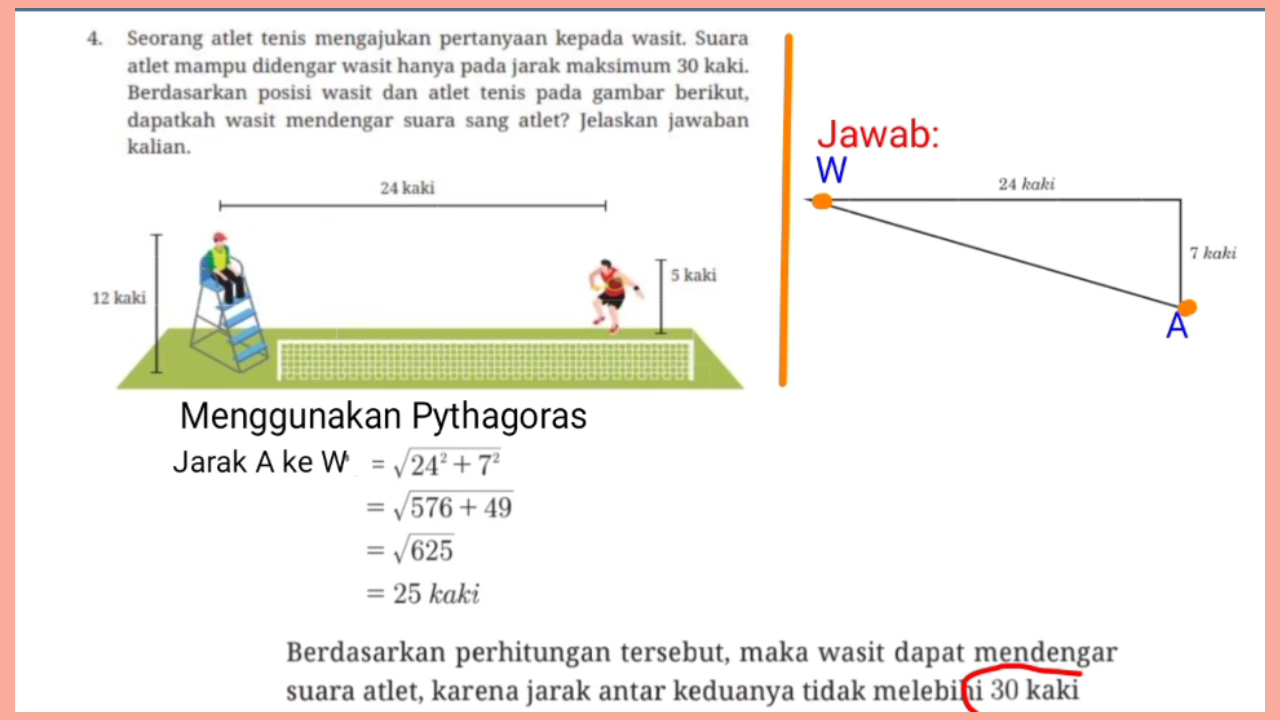 4. Seorang atlet tenis mengajukan pertanyaan kepada wasit. Suara
atlet mampu didengar wasit hanya pada jarak maksimum 30 kaki.
Berdasarkan posisi wasit dan atlet tenis pada gambar berikut,
dapatkah wasit mendengar suara sang atlet? Jelaskan jawaban
kalian.
24 kaki
12 kaki
5 kaki
Jawab:
W
24 kaki
7 kaki
A
Menggunakan Pythagoras
Jarak A ke W = √24² + 7²
= √576 + 49
= √625
= 25 kaki
Berdasarkan perhitungan tersebut, maka wasit dapat mendengar
suara atlet, karena jarak antar keduanya tidak melebihi 30 kaki